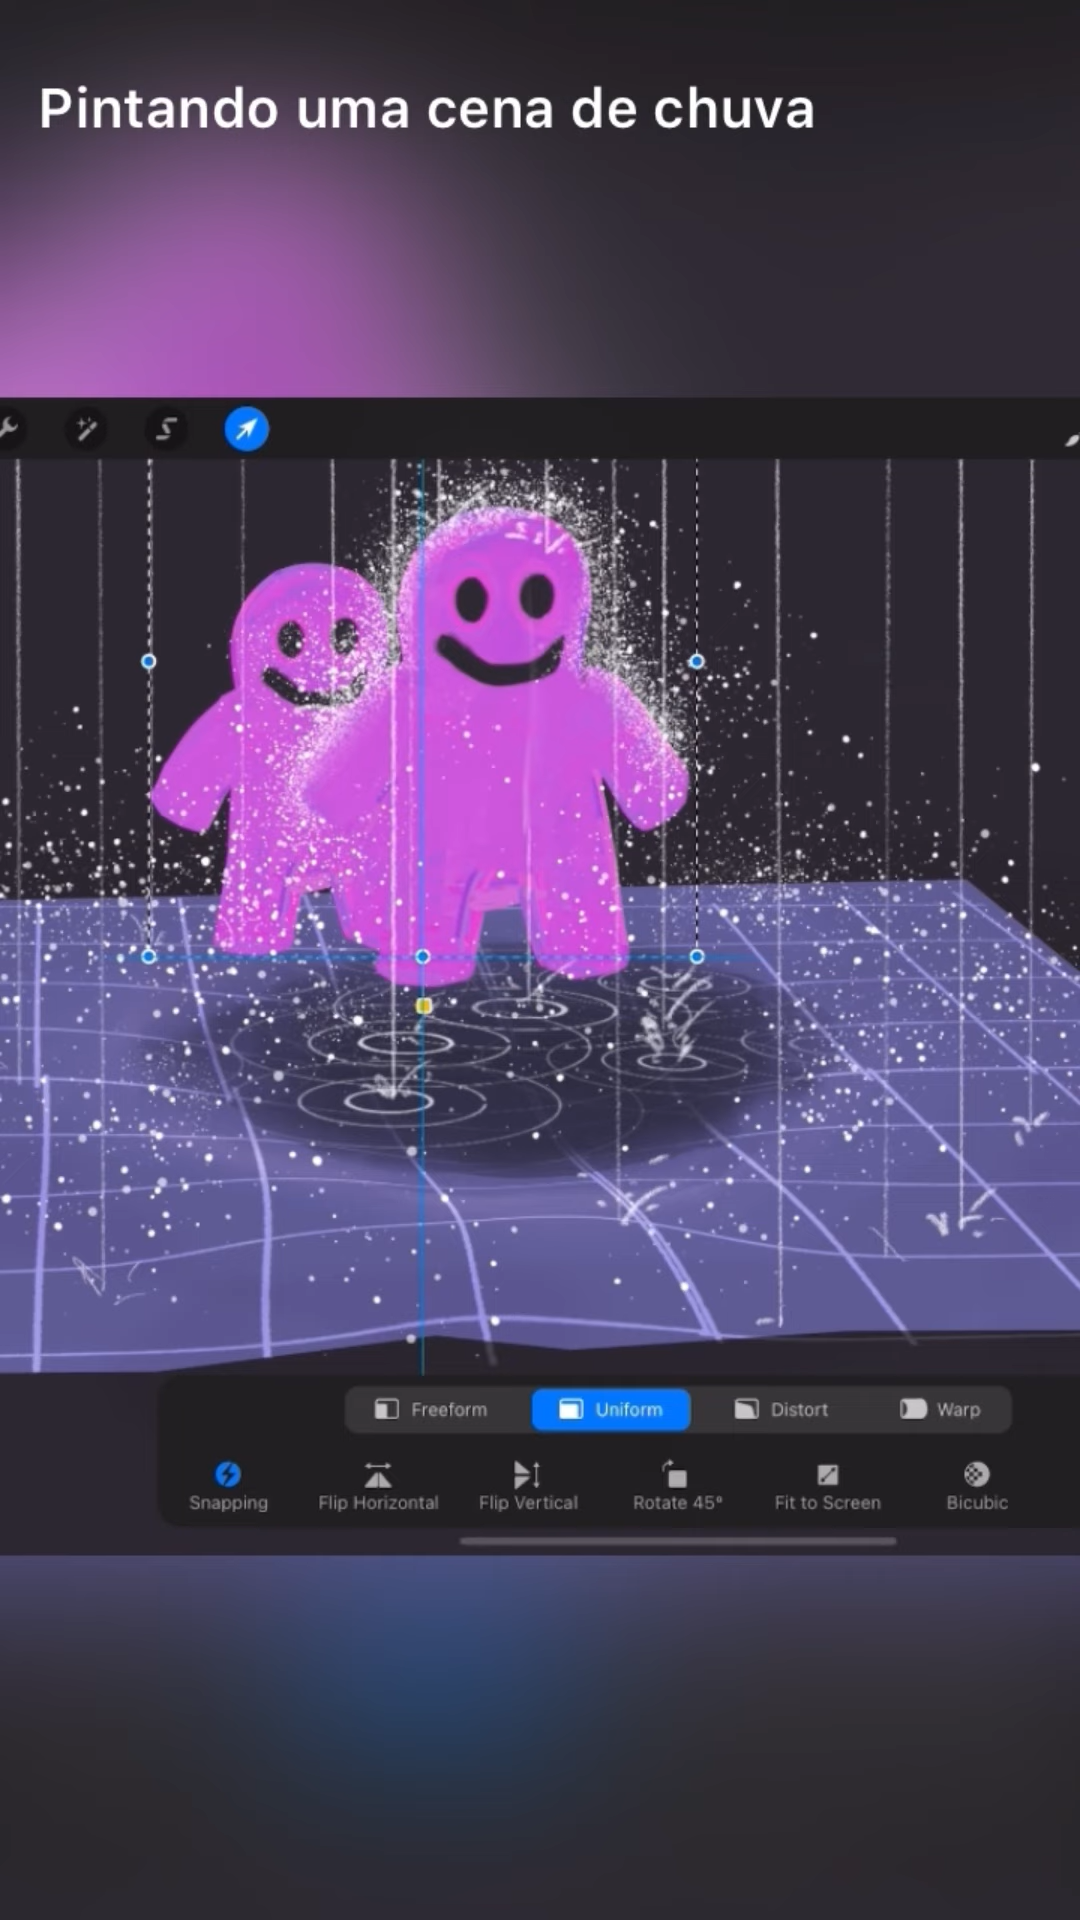 Pintando uma cena de chuva
Freeform Uniform Distort Warp
Snapping Flip Horizontal Flip Vertical Rotate 45° Fit to Screen Bicubic